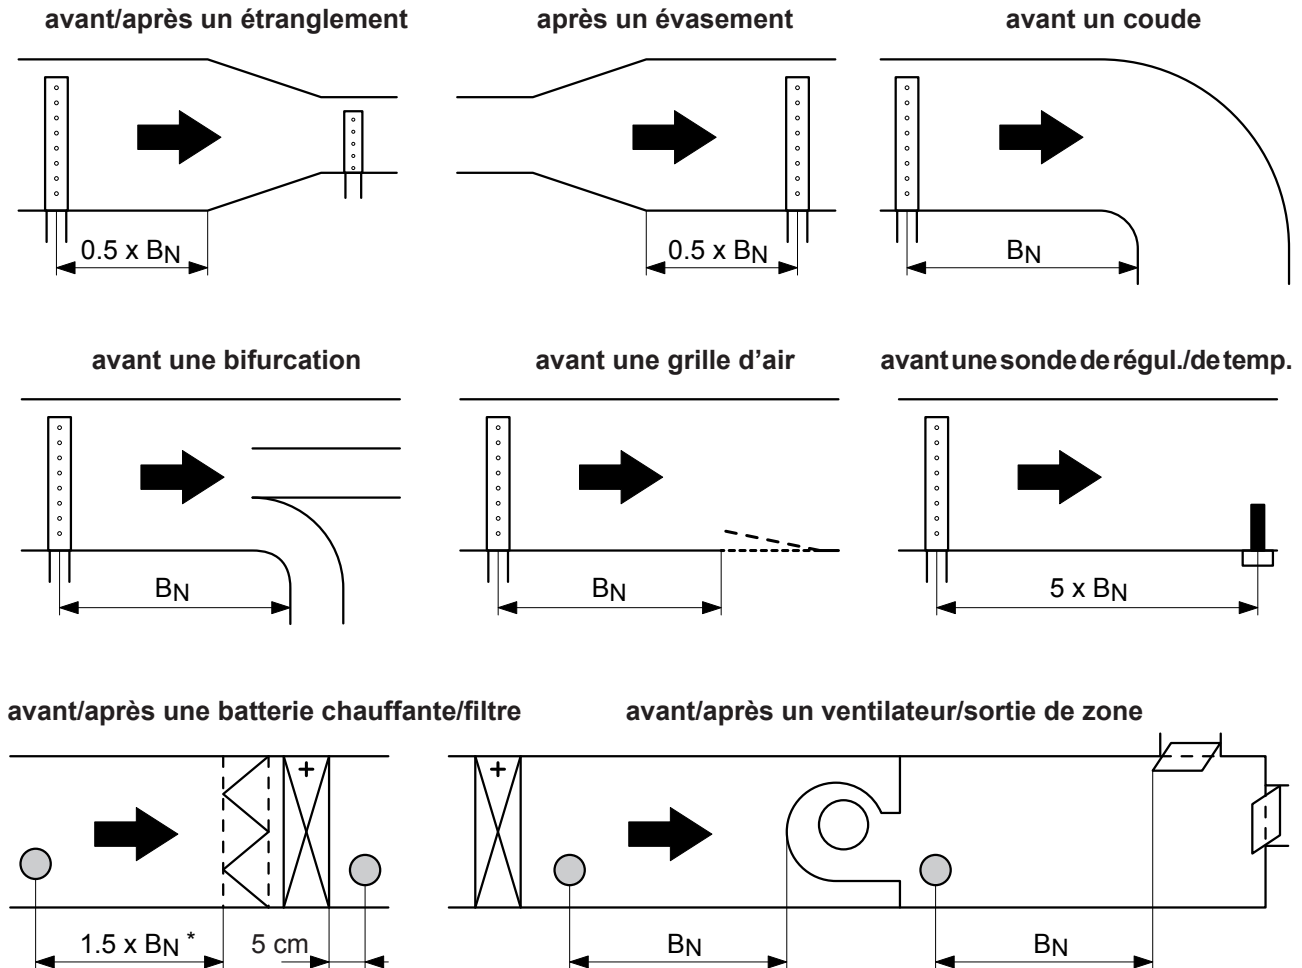 avant/après un étranglement
après un évasement
avant un coude
0.5 x BN
0.5 x BN
BN
avant une bifurcation
avant une grille d’air
avant une sonde de régul./de temp.
BN
BN
5 x BN
avant/après une batterie chauffante/filtre
avant/après un ventilateur/sortie de zone
+
+
1.5 x BN *
5 cm
BN
BN